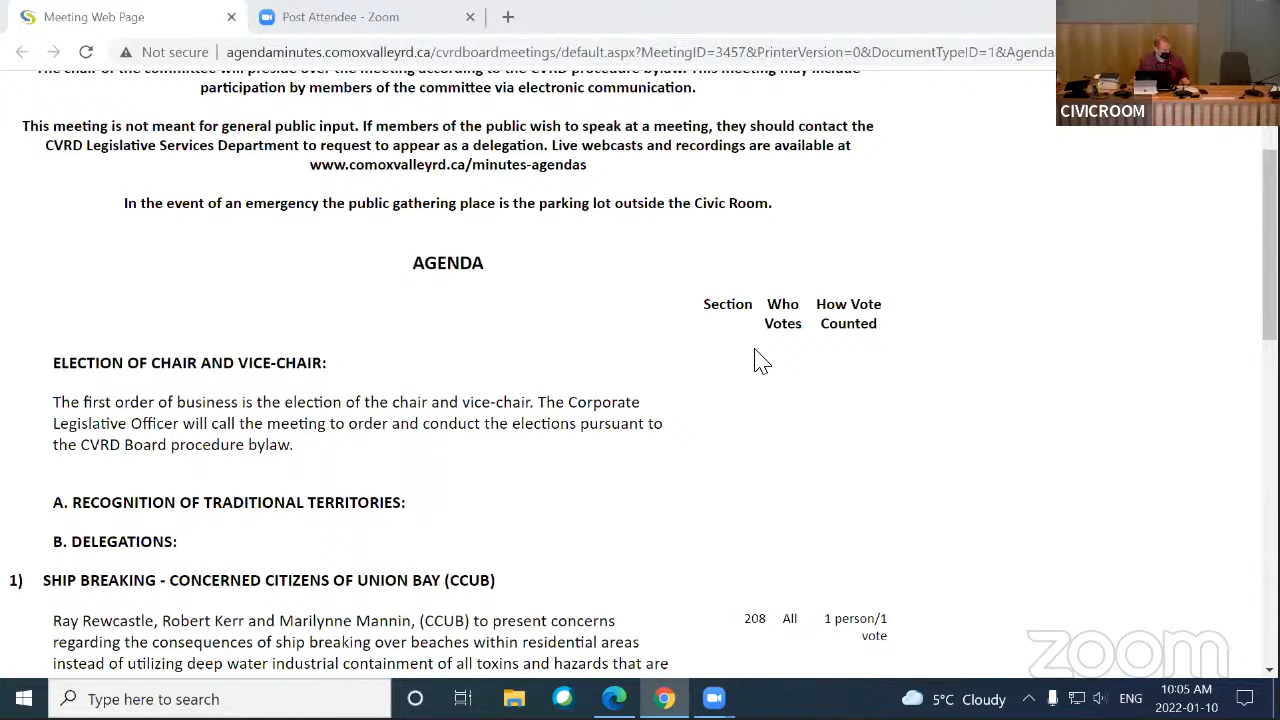 Meeting Web Page
Post Attendee - Zoom
Not secure
agendaminutes.comoxvalleyrd.ca/cvrdboardmeetings/default.aspx?MeetingID=3457&PrinterVersion=0&DocumentTypeID=1&Agenda
The chair of the committee will preside over the meeting according to the CVRD procedure bylaw. This meeting may include
participation by members of the committee via electronic communication.
This meeting is not meant for general public input. If members of the public wish to speak at a meeting, they should contact the
CVRD Legislative Services Department to request to appear as a delegation. Live webcasts and recordings are available at
www.comoxvalleyrd.ca/minutes-agendas
In the event of an emergency the public gathering place is the parking lot outside the Civic Room.
AGENDA
Section Who How Vote
Votes Counted
ELECTION OF CHAIR AND VICE-CHAIR:
The first order of business is the election of the chair and vice-chair. The Corporate
Legislative Officer will call the meeting to order and conduct the elections pursuant to
the CVRD Board procedure bylaw.
A. RECOGNITION OF TRADITIONAL TERRITORIES:
B. DELEGATIONS:
1) SHIP BREAKING - CONCERNED CITIZENS OF UNION BAY (CCUB)
Ray Rewcastle, Robert Kerr and Marilynne Mannin, (CCUB) to present concerns 208 All 1 person/1
regarding the consequences of ship breaking over beaches within residential areas vote
instead of utilizing deep water industrial containment of all toxins and hazards that are
CIVICROOM
zoom
Type here to search
5°C Cloudy
ENG
10:05 AM
2022-01-10